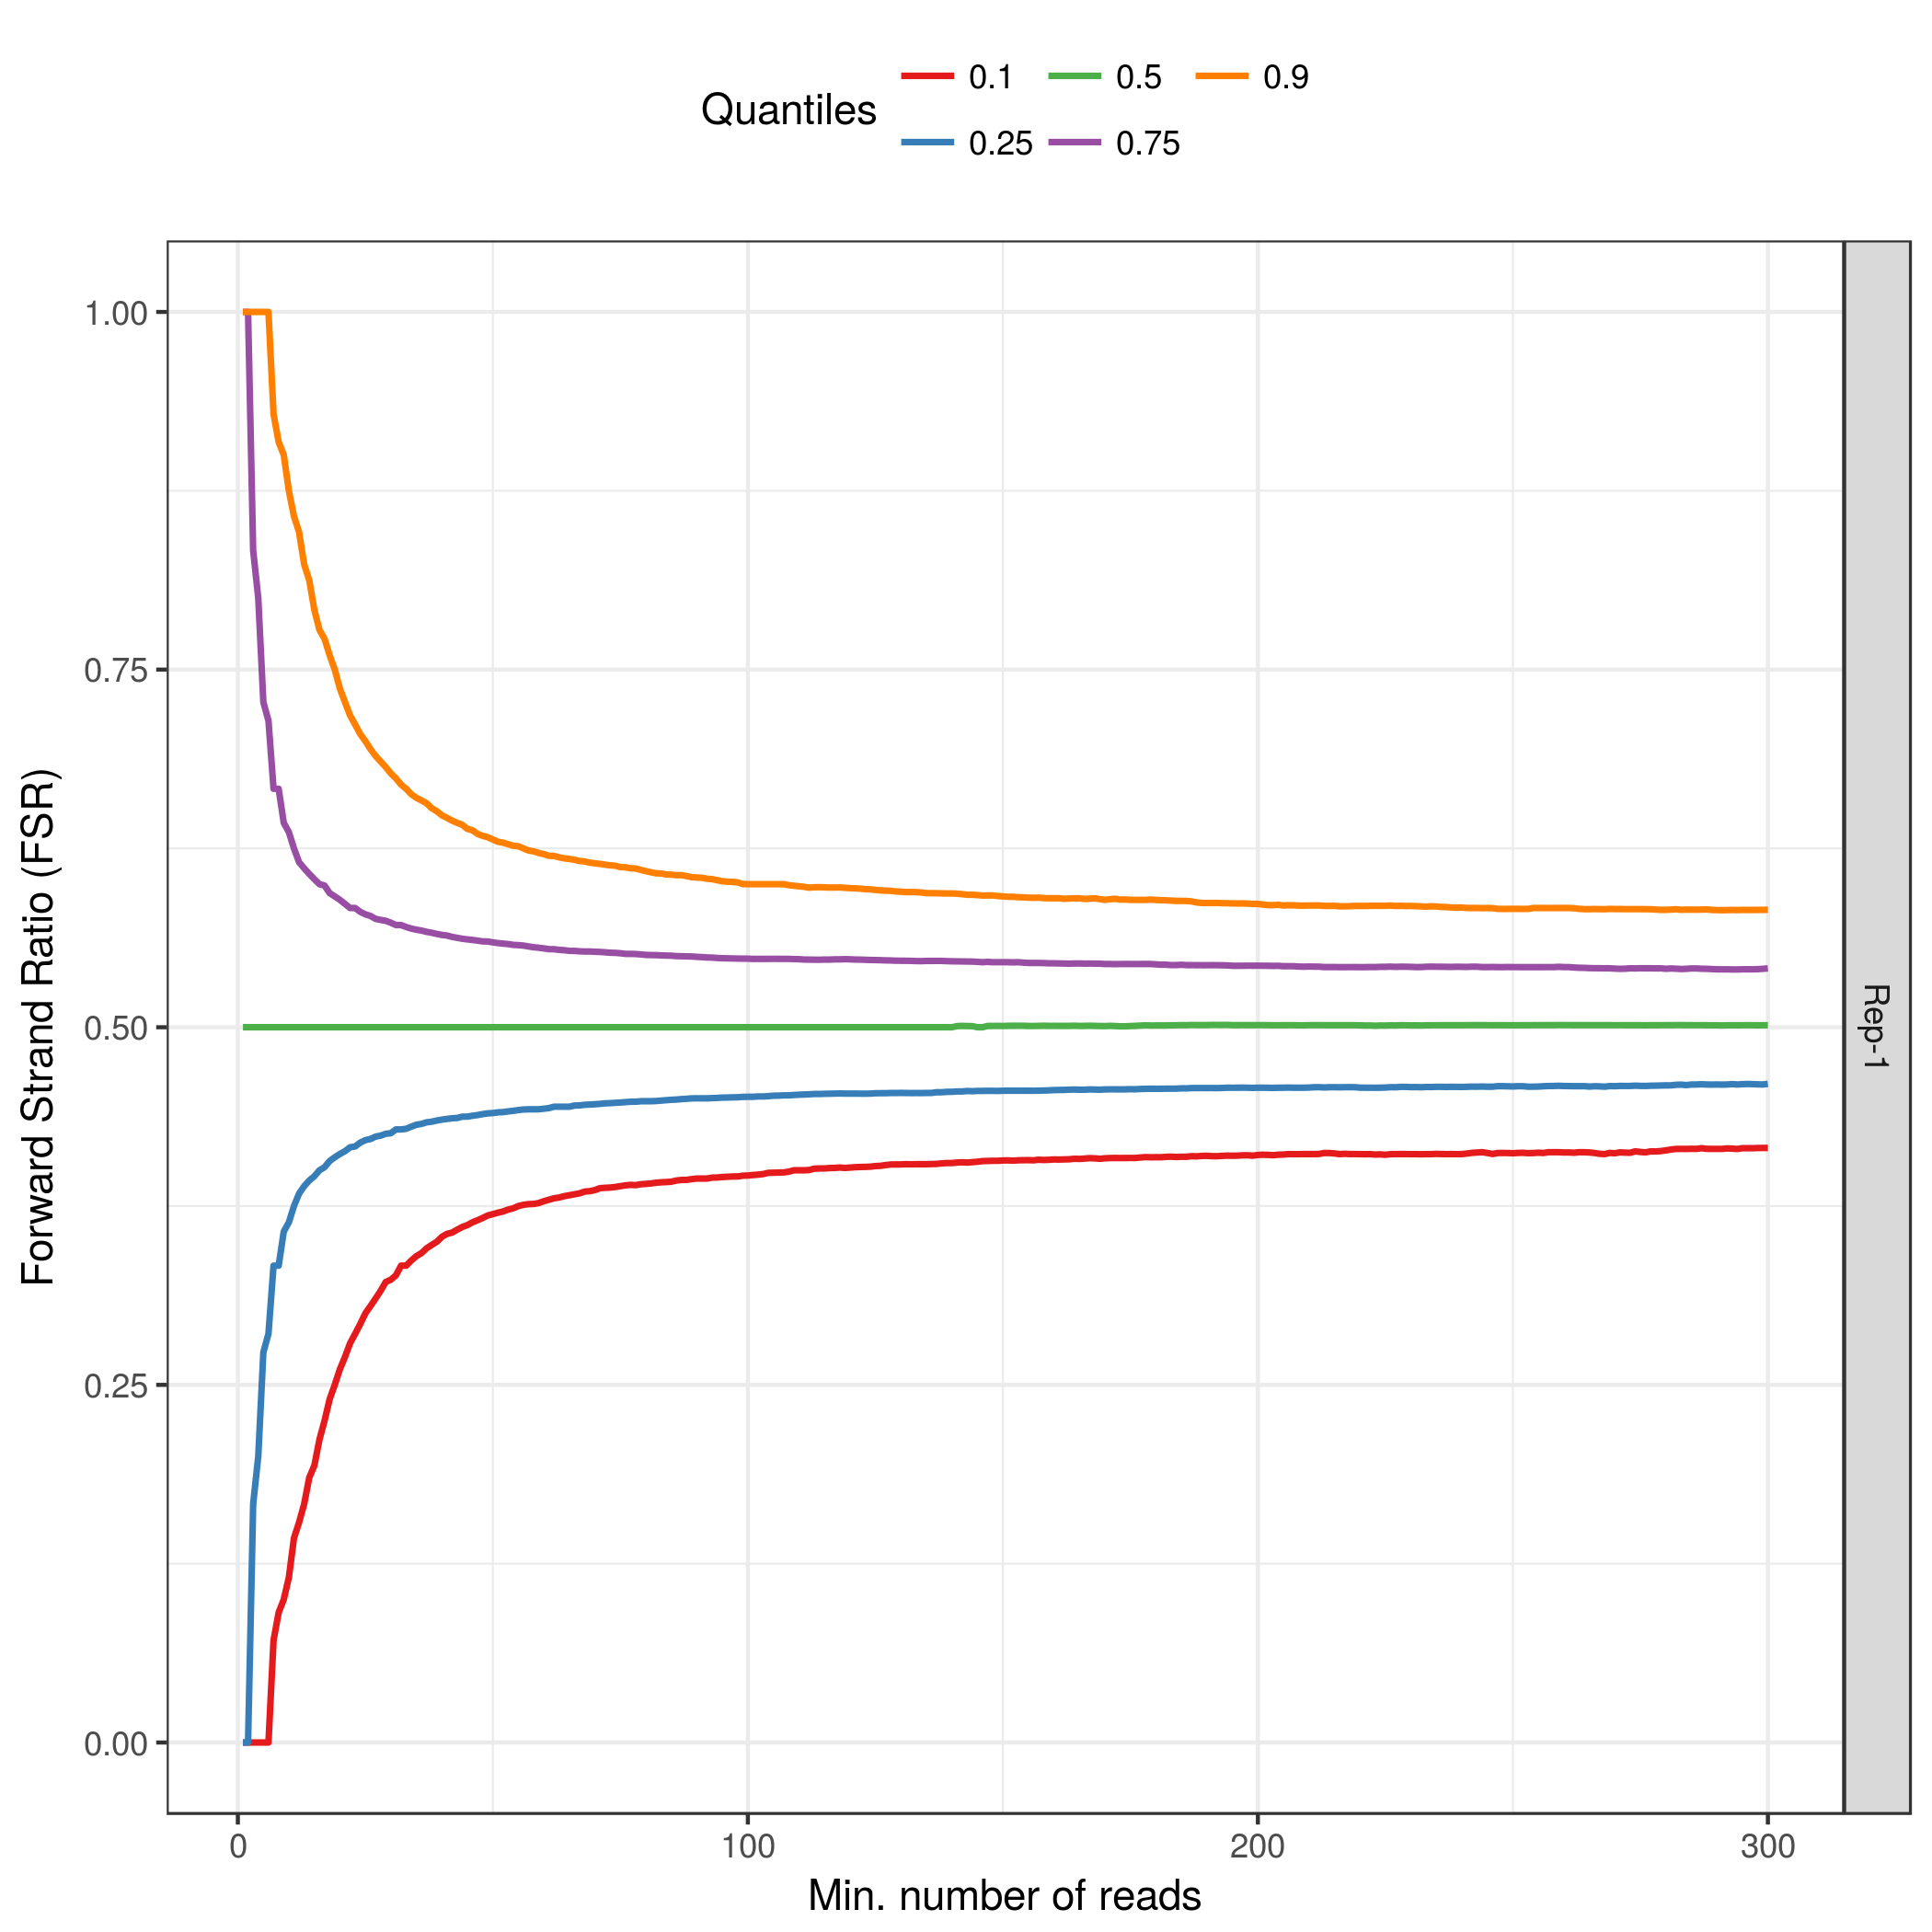 Quantiles
0.1 0.5 0.9
0.25 0.75
1.00
0.75
0.50
0.25
0.00
Forward Strand Ratio (FSR)
Rep-1
0 100 200 300
Min. number of reads